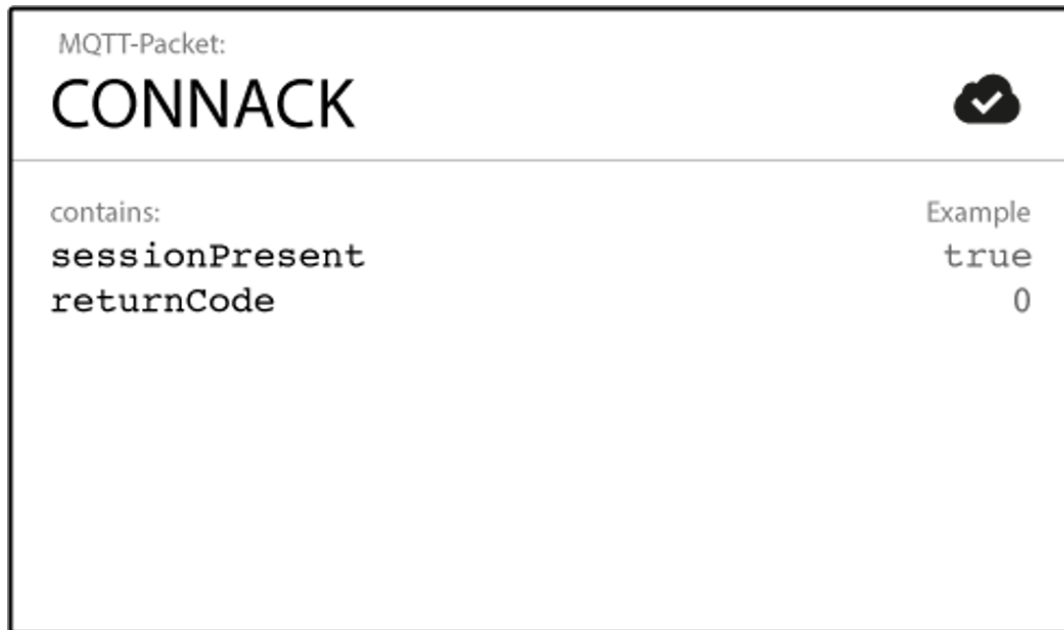 MQTT-Packet:
CONNACK
contains: Example
sessionPresent true
returnCode 0